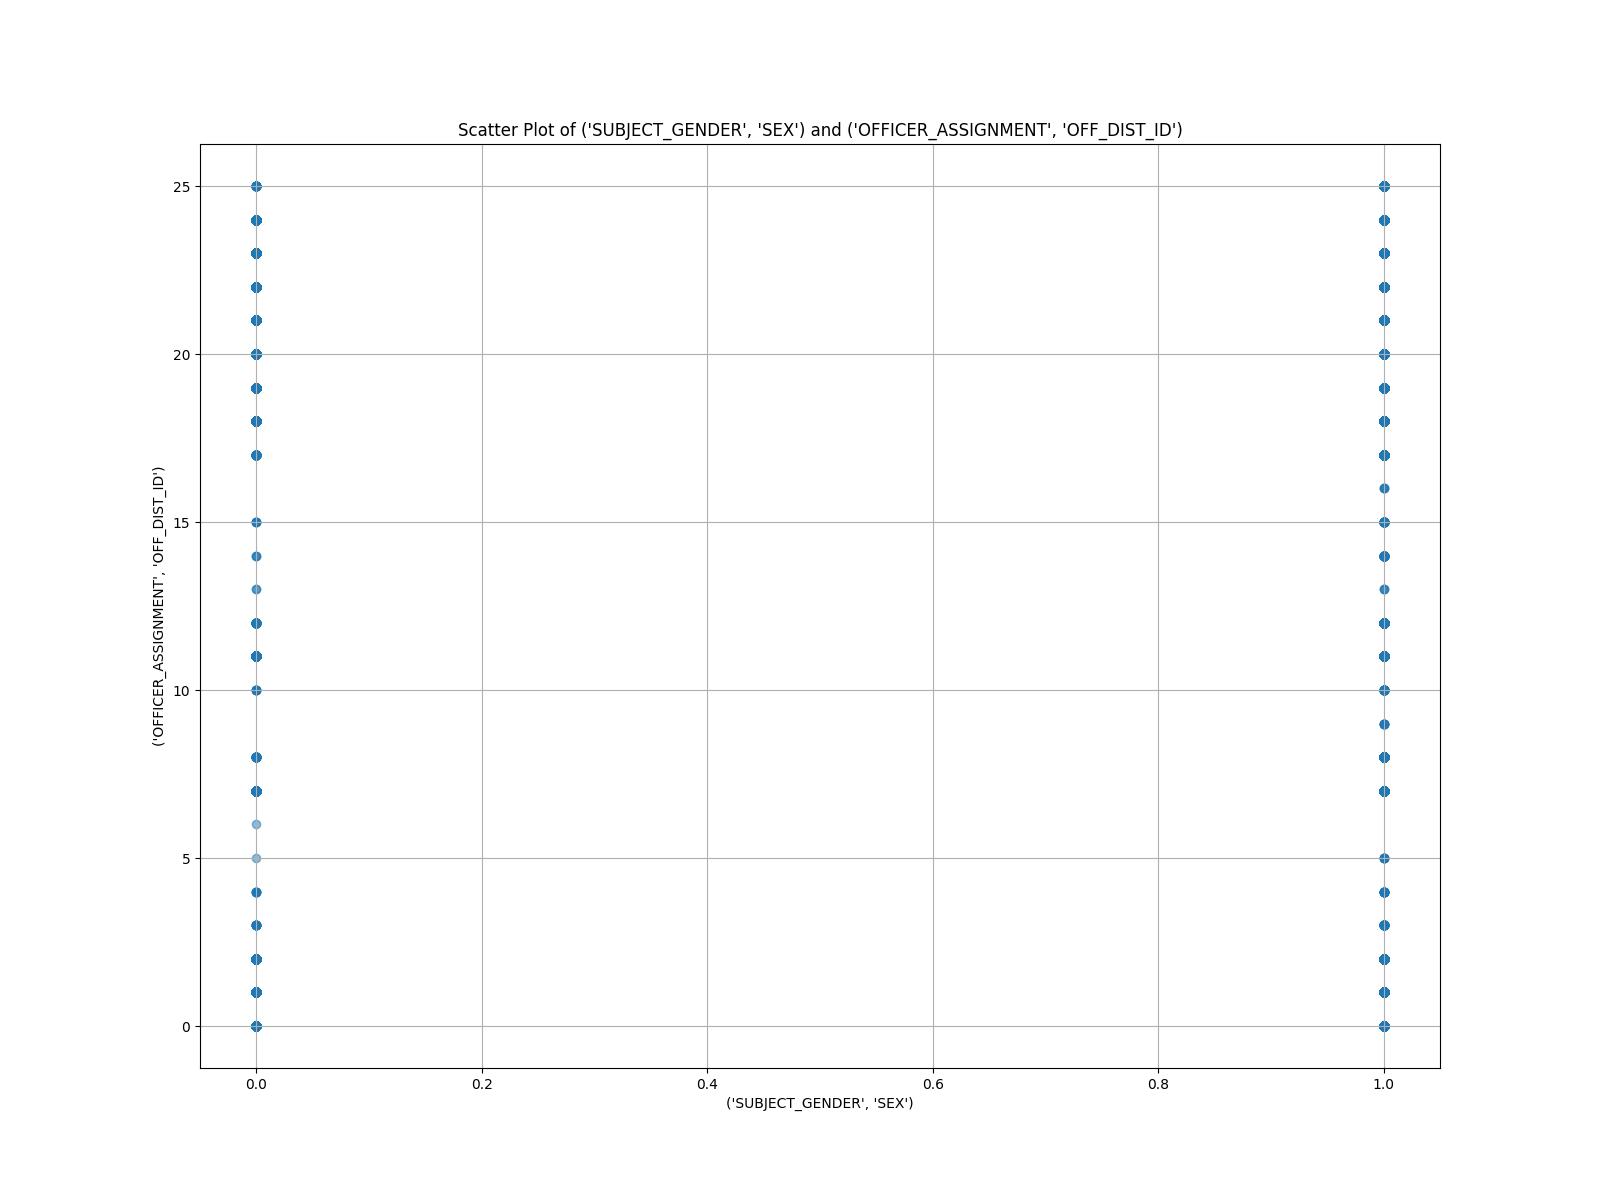 Scatter Plot of ('SUBJECT_GENDER', 'SEX') and ('OFFICER_ASSIGNMENT', 'OFF_DIST_ID')
('OFFICER_ASSIGNMENT', 'OFF_DIST_ID')
25
20
15
10
5
0
0.0 0.2 0.4 0.6 0.8 1.0
('SUBJECT_GENDER', 'SEX')